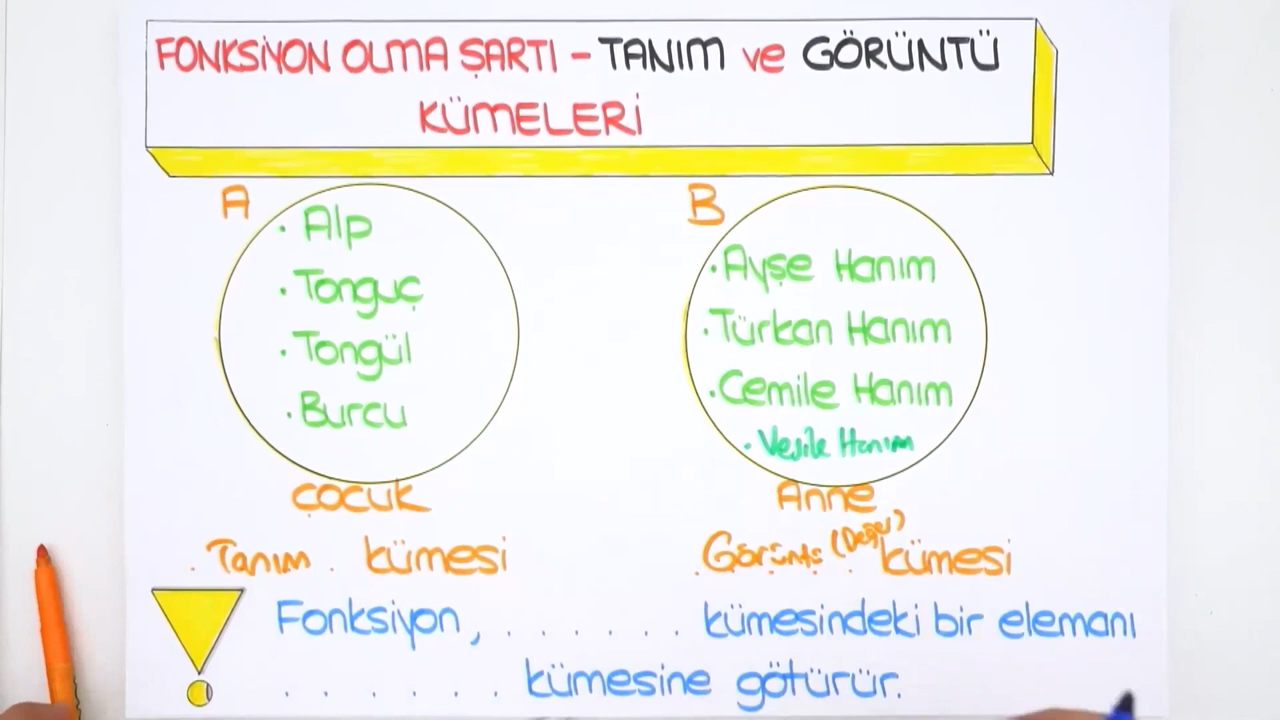 FONKSİYON OLMA ŞARTI - TANIM ve GÖRÜNTÜ
KÜMELERİ
A
• Alp
• Tonguç
• Tongül
• Burcu
çocuk
. Tanım . kümesi
B
• Ayşe Hanım
• Türkan Hanım
• Cemile Hanım
• Vesile Hanım
Anne
. Görüntü (Değer) . kümesi
Fonksiyon, . . . . . . kümesindeki bir elemanı
. . . . . . kümesine götürür.